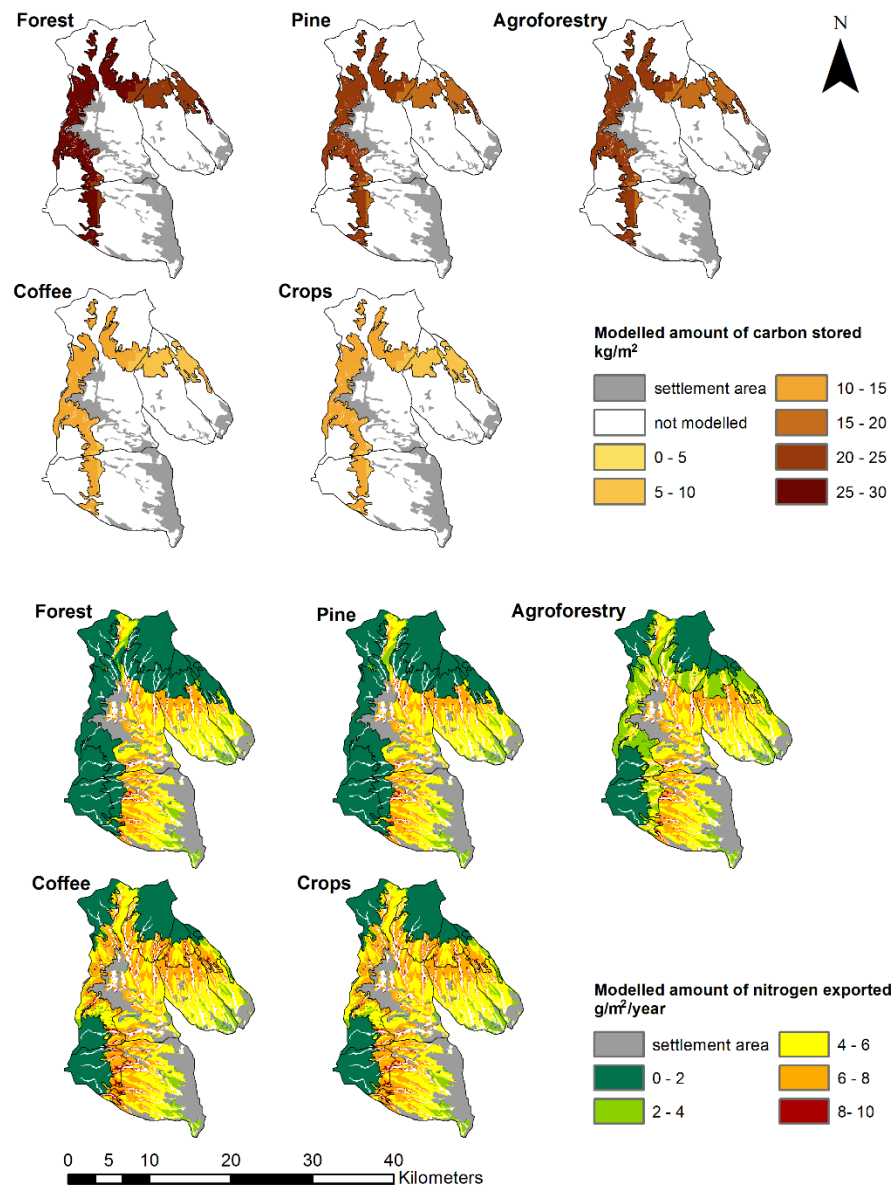 Forest
Pine
Agroforestry
N
Coffee
Crops
Modelled amount of carbon stored
kg/m²
settlement area
not modelled
0 - 5
5 - 10
10 - 15
15 - 20
20 - 25
25 - 30
Forest
Pine
Agroforestry
Coffee
Crops
Modelled amount of nitrogen exported
g/m²/year
settlement area
0 - 2
2 - 4
4 - 6
6 - 8
8- 10
0 5 10 20 30 40
Kilometers